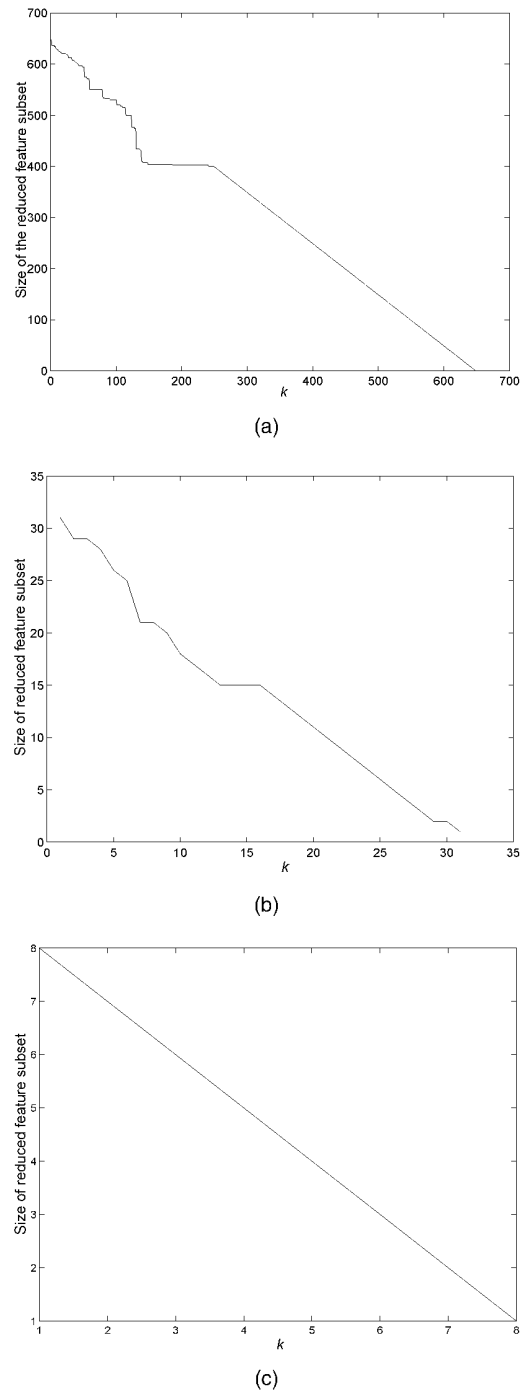 700
600
500
400
300
200
100
0
Size of the reduced feature subset
0 100 200 300 400 500 600 700
k
(a)
35
30
25
20
15
10
5
0
Size of reduced feature subset
0 5 10 15 20 25 30 35
k
(b)
8
7
6
5
4
3
2
1
Size of reduced feature subset
1 2 3 4 5 6 7 8
k
(c)